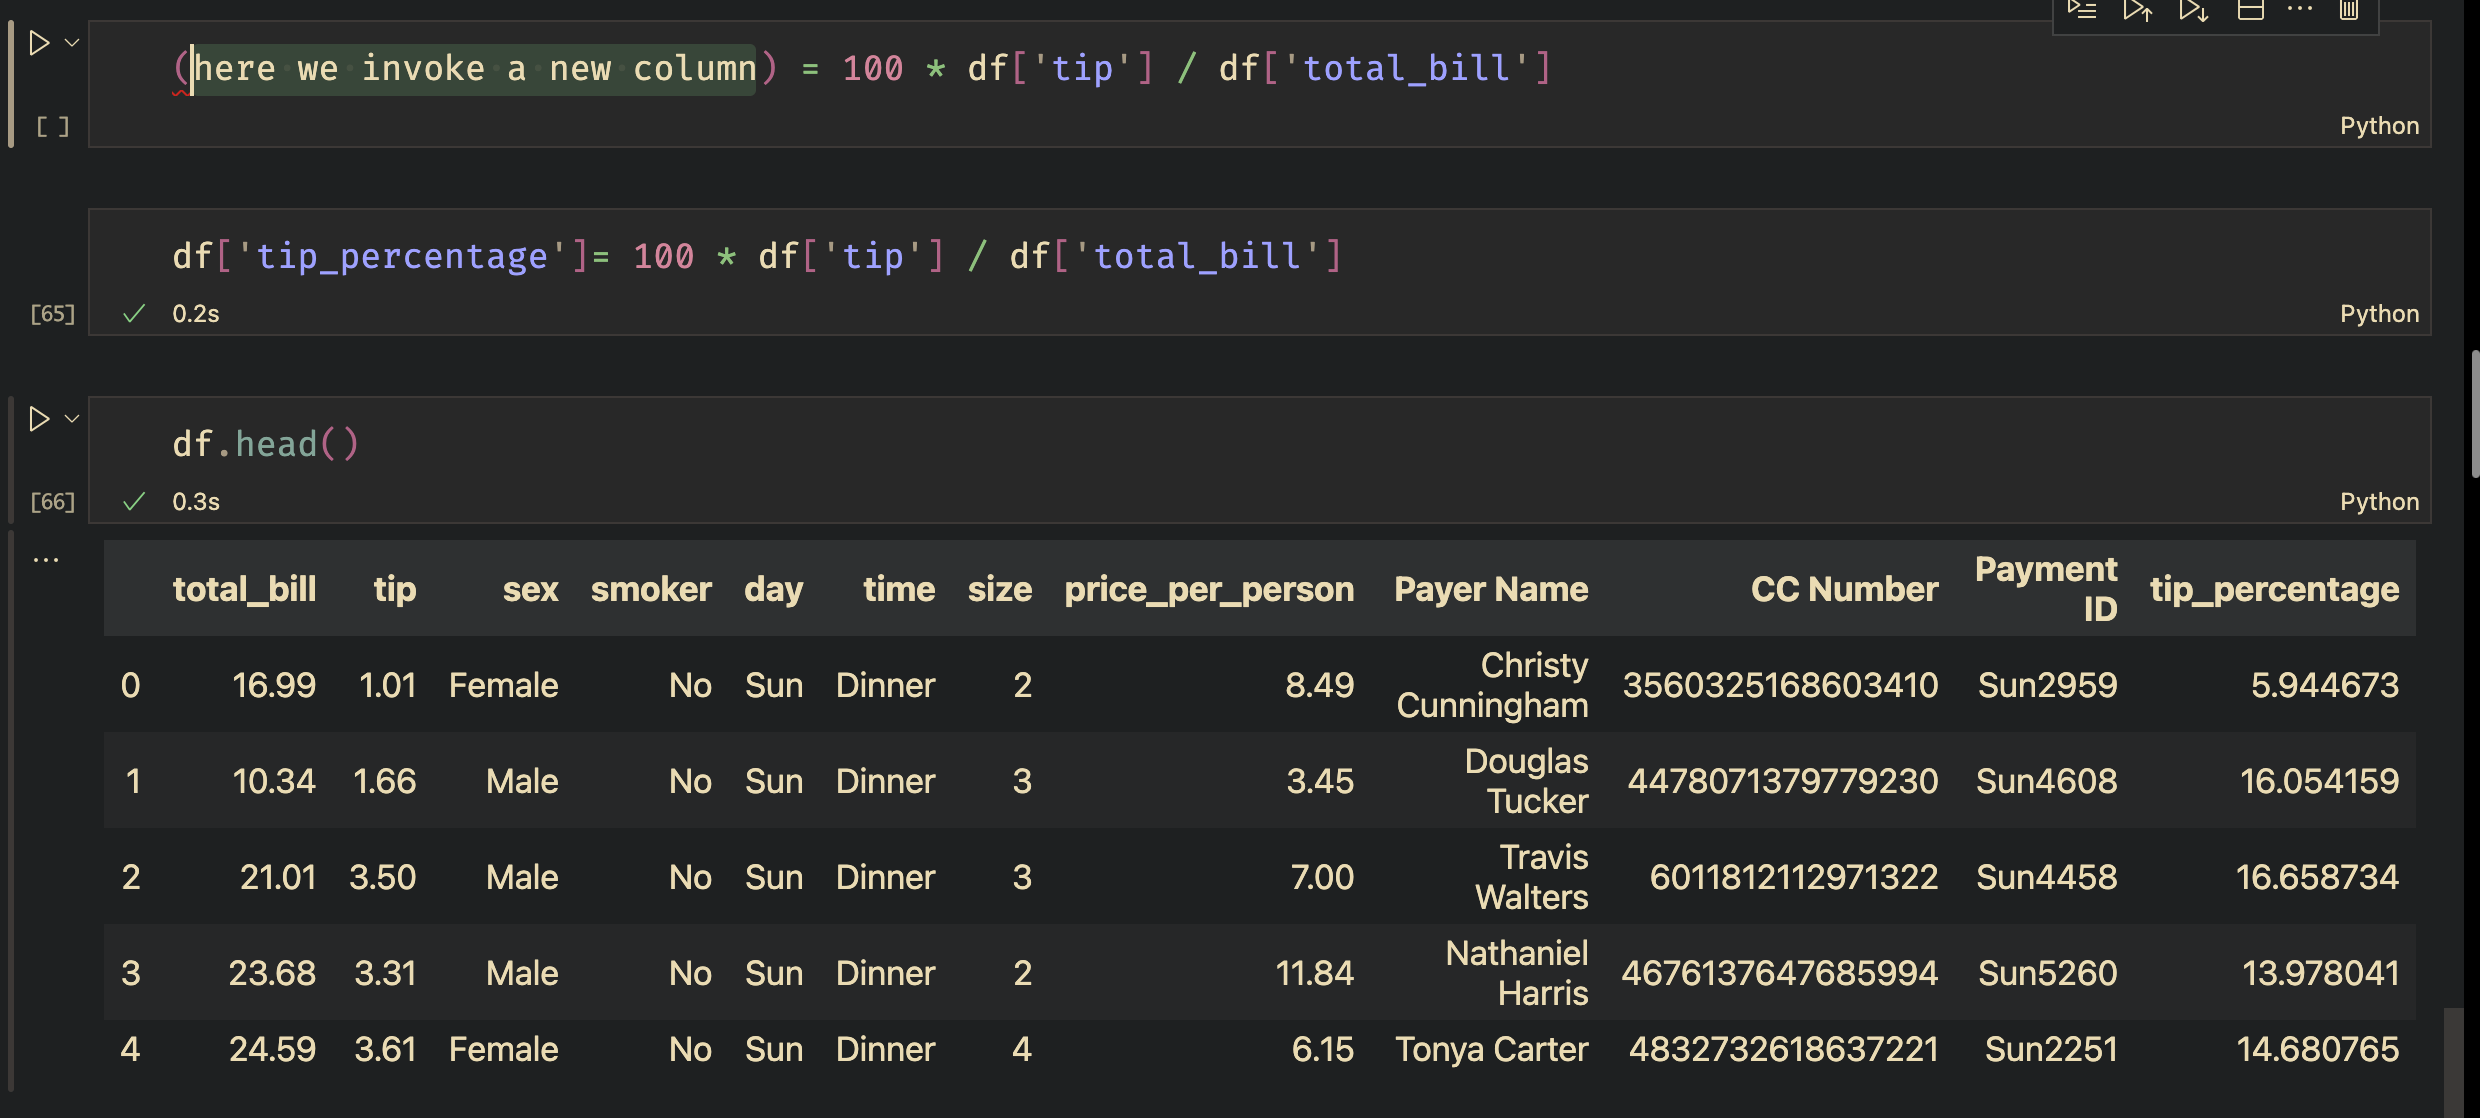 (here we invoke a new column) = 100 * df['tip'] / df['total_bill']
[ ]
Python
df['tip_percentage']= 100 * df['tip'] / df['total_bill']
[65]
0.2s
Python
df.head()
[66]
0.3s
Python
total_bill tip sex smoker day time size price_per_person Payer Name CC Number Payment ID tip_percentage
0 16.99 1.01 Female No Sun Dinner 2 8.49 Christy Cunningham 3560325168603410 Sun2959 5.944673
1 10.34 1.66 Male No Sun Dinner 3 3.45 Douglas Tucker 4478071379779230 Sun4608 16.054159
2 21.01 3.50 Male No Sun Dinner 3 7.00 Travis Walters 6011812112971322 Sun4458 16.658734
3 23.68 3.31 Male No Sun Dinner 2 11.84 Nathaniel Harris 4676137647685994 Sun5260 13.978041
4 24.59 3.61 Female No Sun Dinner 4 6.15 Tonya Carter 4832732618637221 Sun2251 14.680765